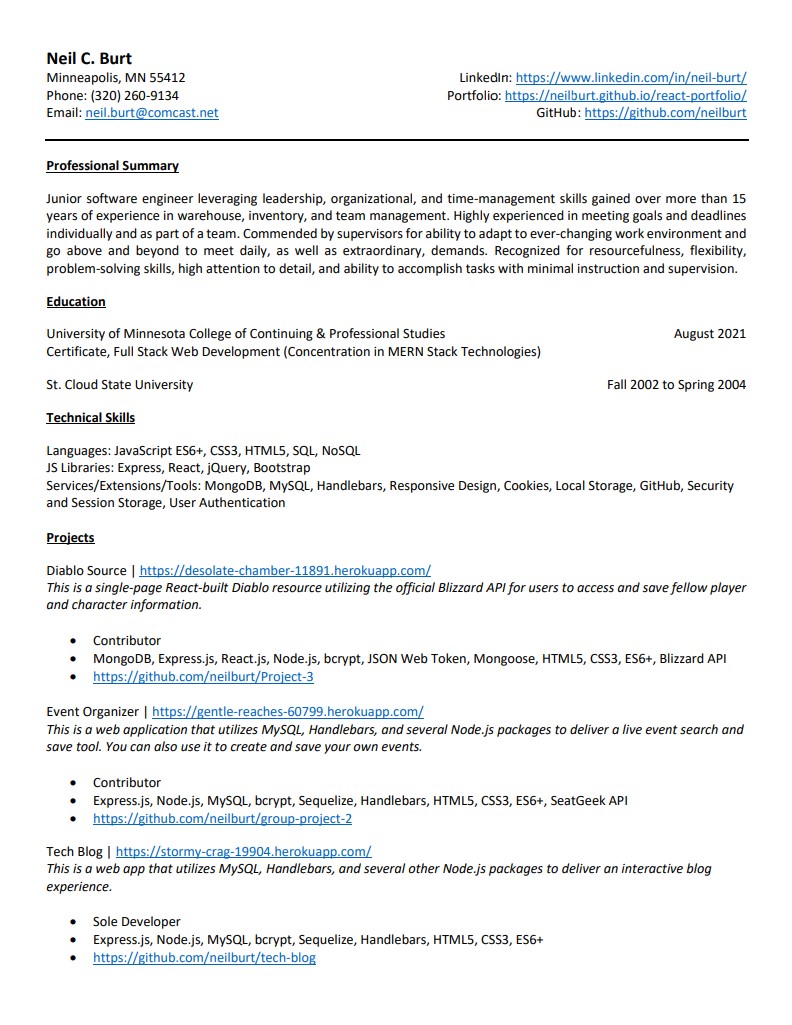 Neil C. Burt
Minneapolis, MN 55412
LinkedIn: https://www.linkedin.com/in/neil-burt/
Phone: (320) 260-9134
Portfolio: https://neilburt.github.io/react-portfolio/
Email: neil.burt@comcast.net
GitHub: https://github.com/neilburt
Professional Summary
Junior software engineer leveraging leadership, organizational, and time-management skills gained over more than 15
years of experience in warehouse, inventory, and team management. Highly experienced in meeting goals and deadlines
individually and as part of a team. Commended by supervisors for ability to adapt to ever-changing work environment and
go above and beyond to meet daily, as well as extraordinary, demands. Recognized for resourcefulness, flexibility,
problem-solving skills, high attention to detail, and ability to accomplish tasks with minimal instruction and supervision.
Education
University of Minnesota College of Continuing & Professional Studies August 2021
Certificate, Full Stack Web Development (Concentration in MERN Stack Technologies)
St. Cloud State University Fall 2002 to Spring 2004
Technical Skills
Languages: JavaScript ES6+, CSS3, HTML5, SQL, NoSQL
JS Libraries: Express, React, jQuery, Bootstrap
Services/Extensions/Tools: MongoDB, MySQL, Handlebars, Responsive Design, Cookies, Local Storage, GitHub, Security
and Session Storage, User Authentication
Projects
Diablo Source | https://desolate-chamber-11891.herokuapp.com/
This is a single-page React-built Diablo resource utilizing the official Blizzard API for users to access and save fellow player
and character information.
• Contributor
• MongoDB, Express.js, React.js, Node.js, bcrypt, JSON Web Token, Mongoose, HTML5, CSS3, ES6+, Blizzard API
• https://github.com/neilburt/Project-3
Event Organizer | https://gentle-reaches-60799.herokuapp.com/
This is a web application that utilizes MySQL, Handlebars, and several Node.js packages to deliver a live event search and
save tool. You can also use it to create and save your own events.
• Contributor
• Express.js, Node.js, MySQL, bcrypt, Sequelize, Handlebars, HTML5, CSS3, ES6+, SeatGeek API
• https://github.com/neilburt/group-project-2
Tech Blog | https://stormy-crag-19904.herokuapp.com/
This is a web app that utilizes MySQL, Handlebars, and several other Node.js packages to deliver an interactive blog
experience.
• Sole Developer
• Express.js, Node.js, MySQL, bcrypt, Sequelize, Handlebars, HTML5, CSS3, ES6+
• https://github.com/neilburt/tech-blog